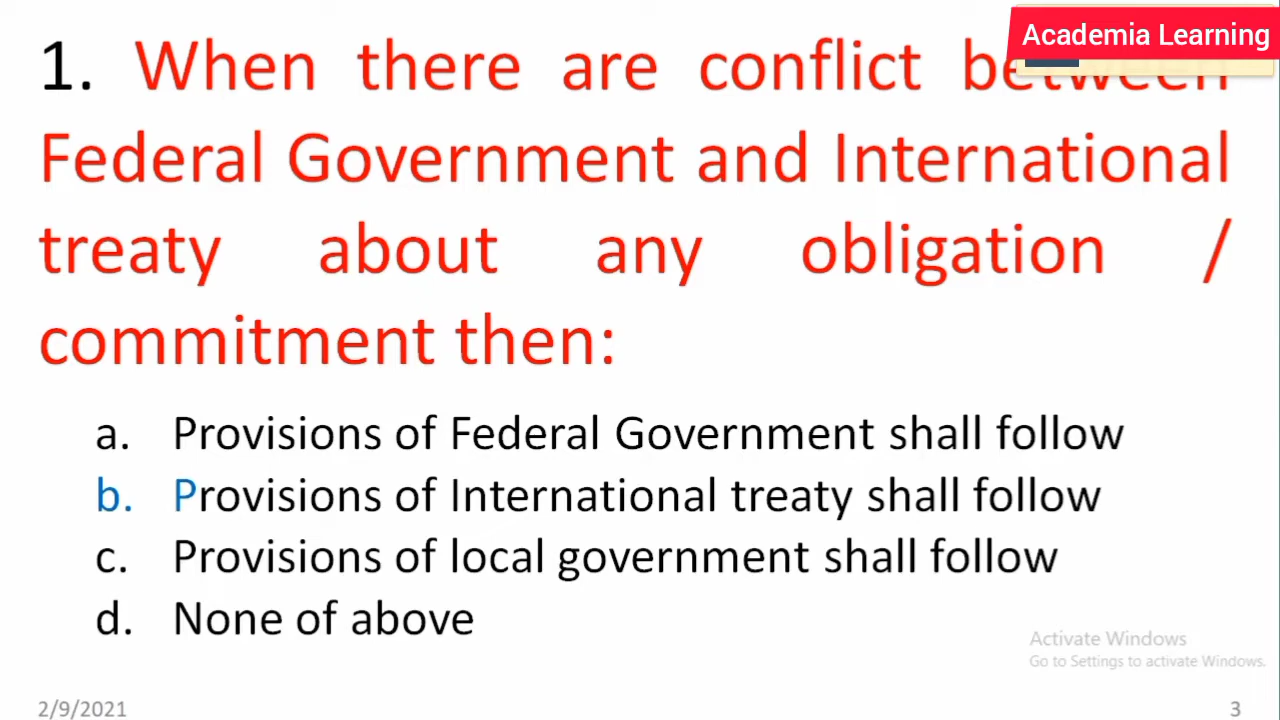 Academia Learning
1. When there are conflict between
Federal Government and International
treaty about any obligation /
commitment then:
a. Provisions of Federal Government shall follow
b. Provisions of International treaty shall follow
c. Provisions of local government shall follow
d. None of above
Activate Windows
Go to Settings to activate Windows.
2/9/2021
3